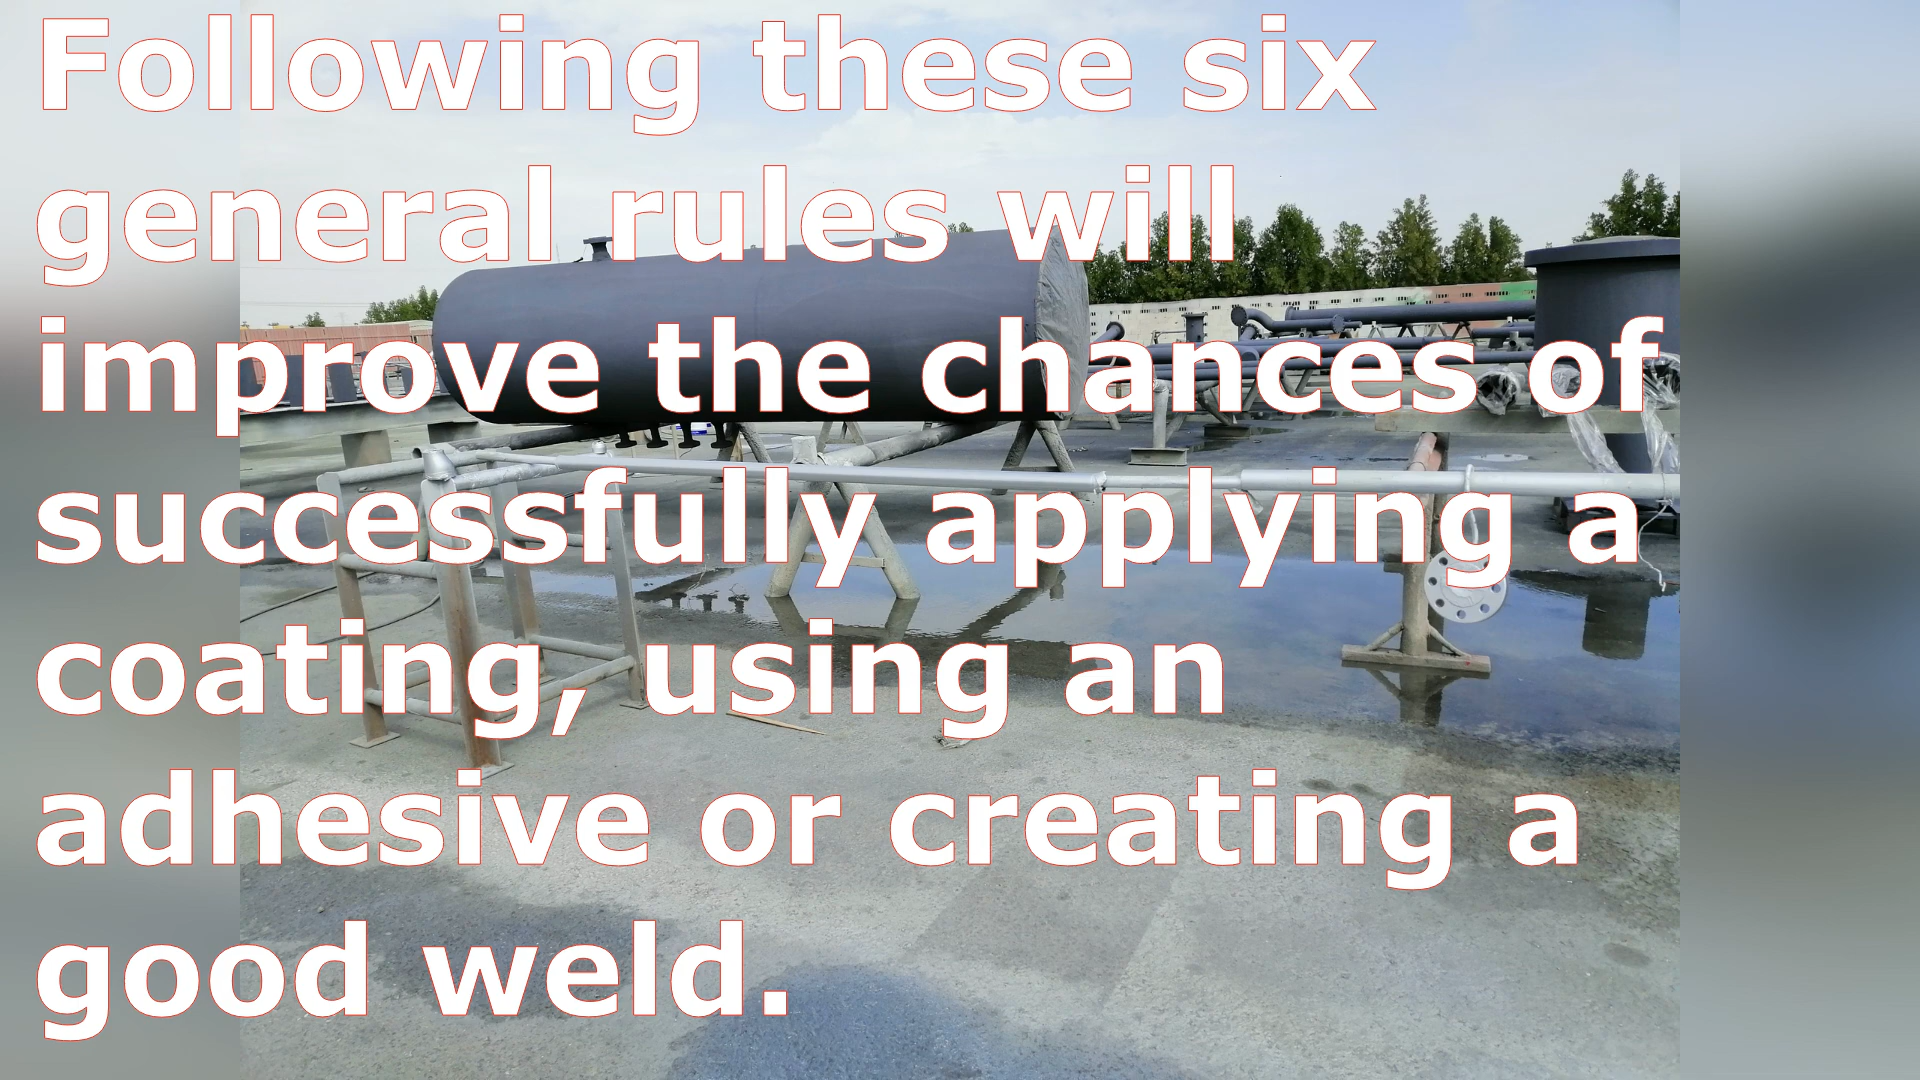 Following these six
general rules will
improve the chances of
successfully applying a
coating, using an
adhesive or creating a
good weld.